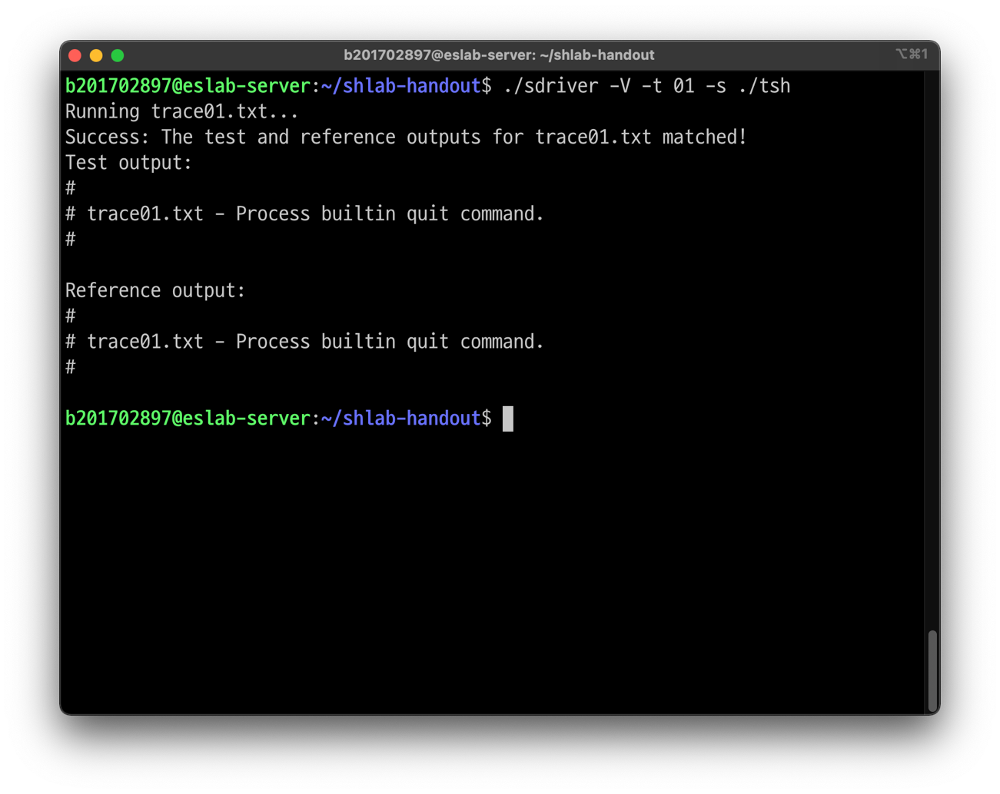 b201702897@eslab-server: ~/shlab-handout
⌥⌘1
b201702897@eslab-server:~/shlab-handout$ ./sdriver -V -t 01 -s ./tsh
Running trace01.txt...
Success: The test and reference outputs for trace01.txt matched!
Test output:
#
# trace01.txt - Process builtin quit command.
#
Reference output:
#
# trace01.txt - Process builtin quit command.
#
b201702897@eslab-server:~/shlab-handout$